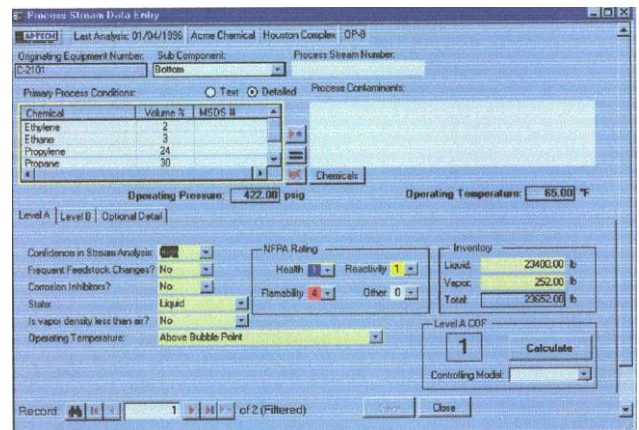 Process Stream Data Entry
APTECH Last Analysis: 01/04/1996 Acme Chemical Houston Complex OP-8
Originating Equipment Number: Sub Component: Process Stream Number:
C-2101 Bottom
Primary Process Conditions: Text Detailed Process Contaminants:
Chemical Volume % MSDS #
Ethylene 2
Ethane 3
Propylene 24
Propane 30
Chemicals
Operating Pressure: 422.00 psig Operating Temperature: 65.00 °F
Level A Level B Optional Detail
Confidence in Stream Analysis:
Frequent Feedstock Changes? No
Corrosion Inhibitors? No
State: Liquid
Is vapor density less than air? No
Operating Temperature: Above Bubble Point
NFPA Rating
Health 1 Reactivity 1
Flamability 4 Other 0
Inventory
Liquid: 23400.00 lb
Vapor: 252.00 lb
Total: 23652.00 lb
Level A COF
1 Calculate
Controlling Model:
Record: 1 of 2 (Filtered)
Close